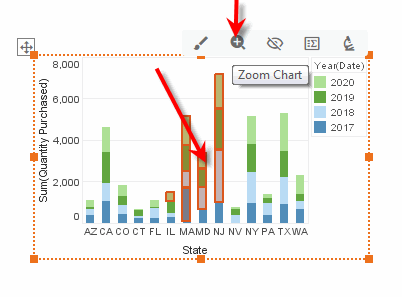 Zoom Chart
Year(Date)
2020
2019
2018
2017
8,000
6,000
4,000
2,000
0
Sum(Quantity Purchased)
AZ CA CO CT FL IL MA MD NJ NV NY PA TX WA
State